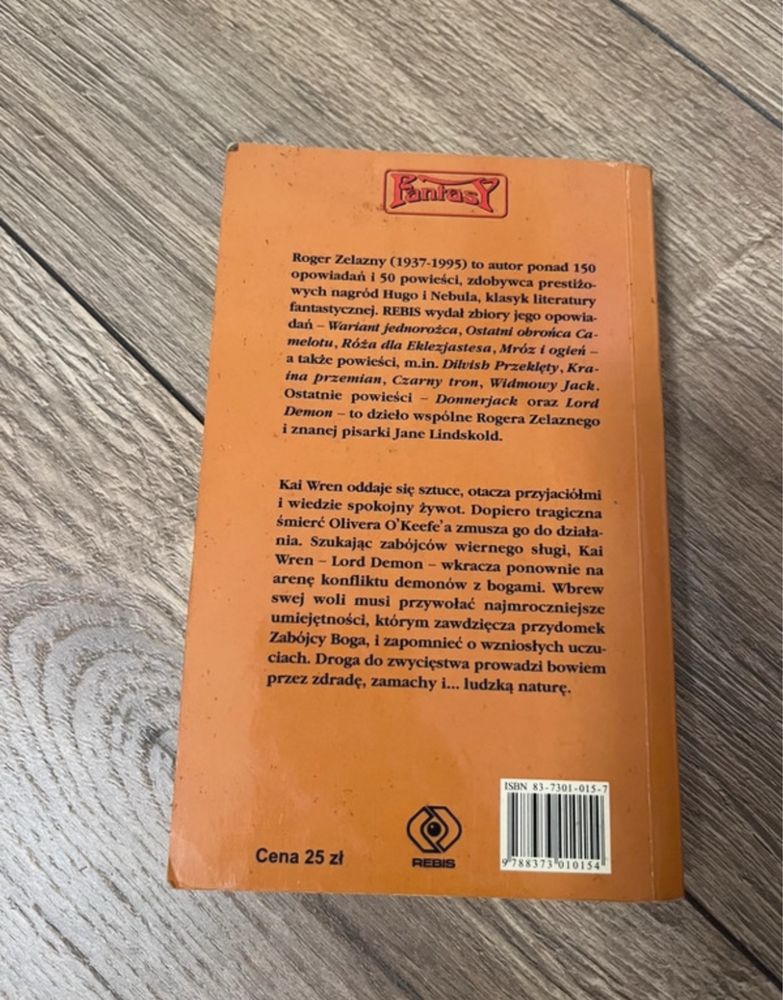 Fantasy
Roger Zelazny (1937-1995) to autor ponad 150
opowiadań i 50 powieści, zdobywca prestiżo-
wych nagród Hugo i Nebula, klasyk literatury
fantastycznej. REBIS wydał zbiory jego opowia-
dań – Wariant jednorożca, Ostatni obrońca Ca-
melotu, Róża dla Eklezjastesa, Mróz i ogień –
a także powieści, m.in. Dilvish Przeklęty, Kra-
ina przemian, Czarny tron, Widmowy Jack.
Ostatnie powieści – Donnerjack oraz Lord
Demon – to dzieło wspólne Rogera Zelaznego
i znanej pisarki Jane Lindskold.
Kai Wren oddaje się sztuce, otacza przyjaciółmi
i wiedzie spokojny żywot. Dopiero tragiczna
śmierć Olivera O'Keefe'a zmusza go do działa-
nia. Szukając zabójców wiernego sługi, Kai
Wren – Lord Demon – wkracza ponownie na
arenę konfliktu demonów z bogami. Wbrew
swej woli musi przywołać najmroczniejsze
umiejętności, którym zawdzięcza przydomek
Zabójcy Boga, i zapomnieć o wzniosłych uczu-
ciach. Droga do zwycięstwa prowadzi bowiem
przez zdradę, zamachy i... ludzką naturę.
ISBN 83-7301-015-7
9788373010154
REBIS
Cena 25 zł